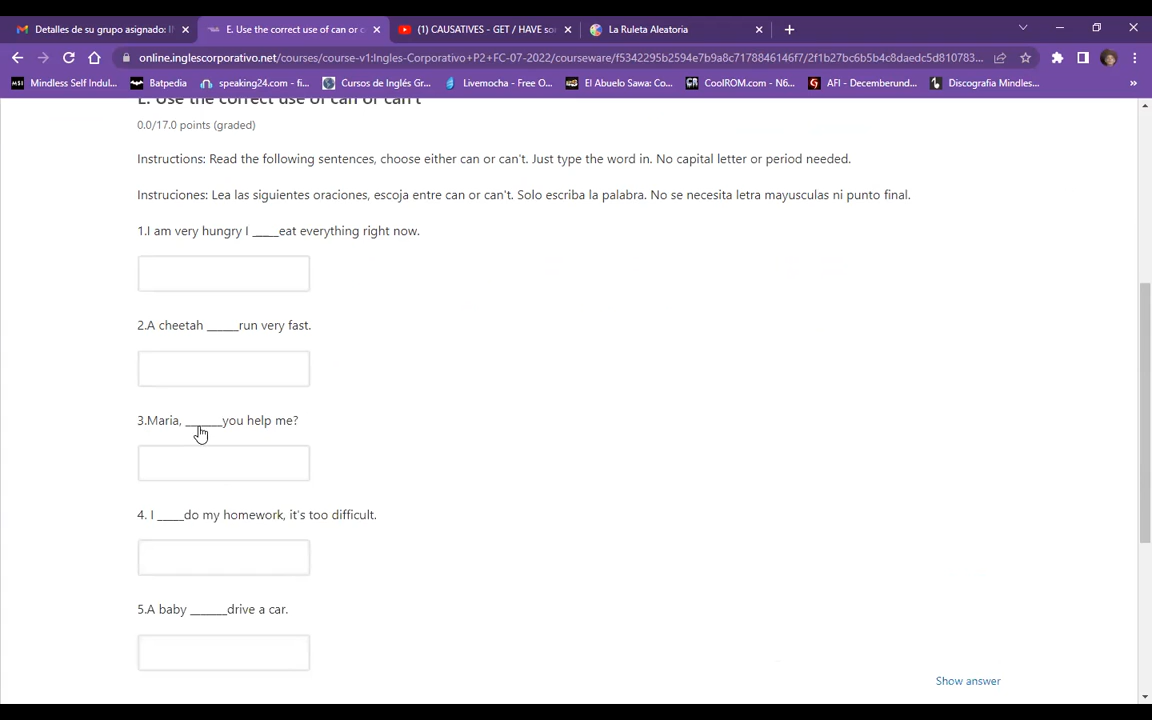 Detalles de su grupo asignado: I
E. Use the correct use of can or c
(1) CAUSATIVES - GET / HAVE so
La Ruleta Aleatoria
online.inglescorporativo.net/courses/course-v1:Ingles-Corporativo+P2+FC-07-2022/courseware/f5342295b2594e7b9a8c7178846146f7/2f1b27bc6b5b4c8daedc5d810783...
Mindless Self Indul...
Batpedia
speaking24.com - fi...
Cursos de Inglés Gr...
Livemocha - Free O...
El Abuelo Sawa: Co...
CoolROM.com - N6...
AFI - Decemberund...
Discografia Mindles...
»
E. Use the correct use of can or can't
0.0/17.0 points (graded)
Instructions: Read the following sentences, choose either can or can't. Just type the word in. No capital letter or period needed.
Instruciones: Lea las siguientes oraciones, escoja entre can or can't. Solo escriba la palabra. No se necesita letra mayusculas ni punto final.
1.I am very hungry I _____eat everything right now.
2.A cheetah ______run very fast.
3.Maria, _______you help me?
4. I _____do my homework, it's too difficult.
5.A baby _______drive a car.
Show answer